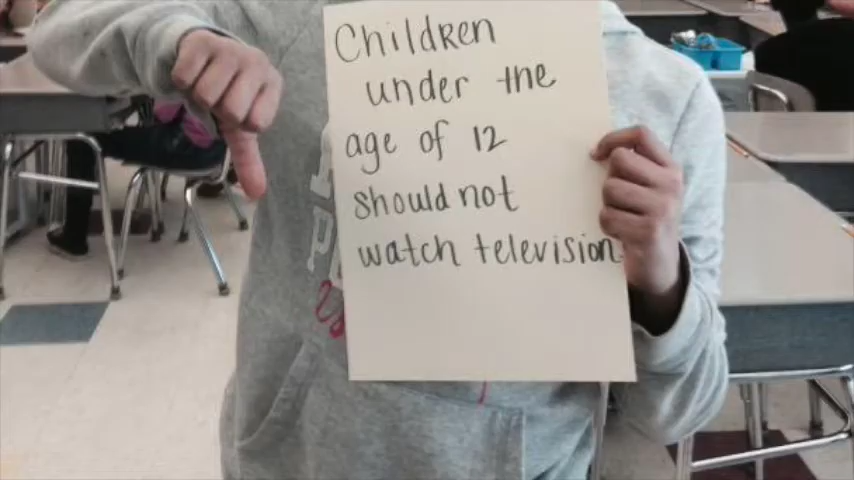 Children
under the
age of 12
should not
watch television.